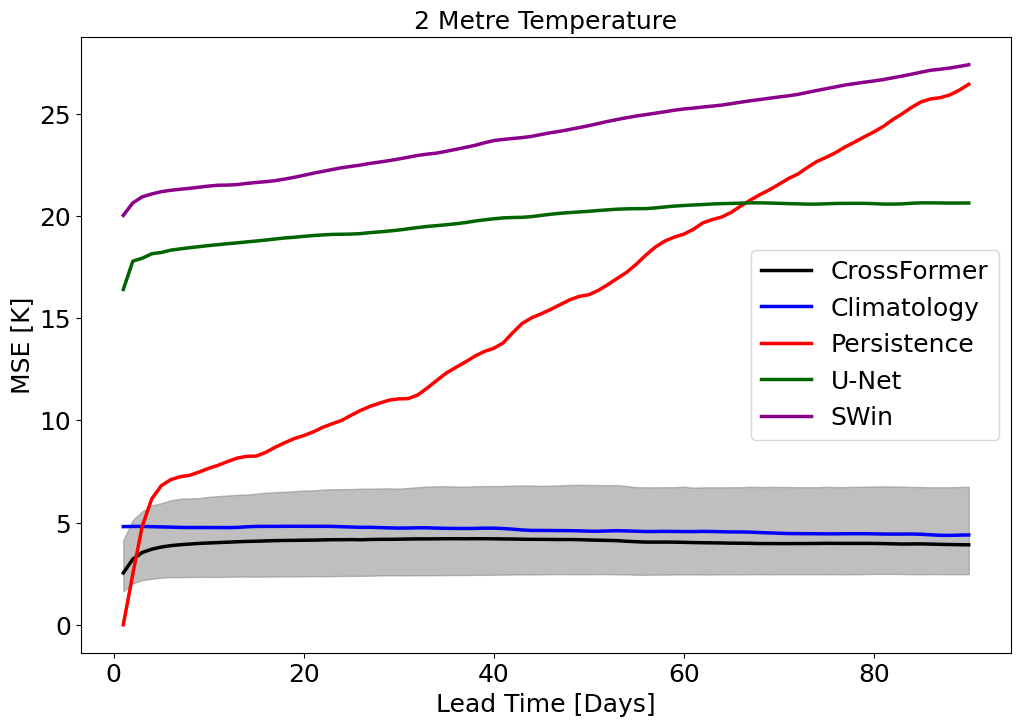 2 Metre Temperature
MSE [K]
25
20
15
10
5
0
CrossFormer
Climatology
Persistence
U-Net
SWin
0 20 40 60 80
Lead Time [Days]